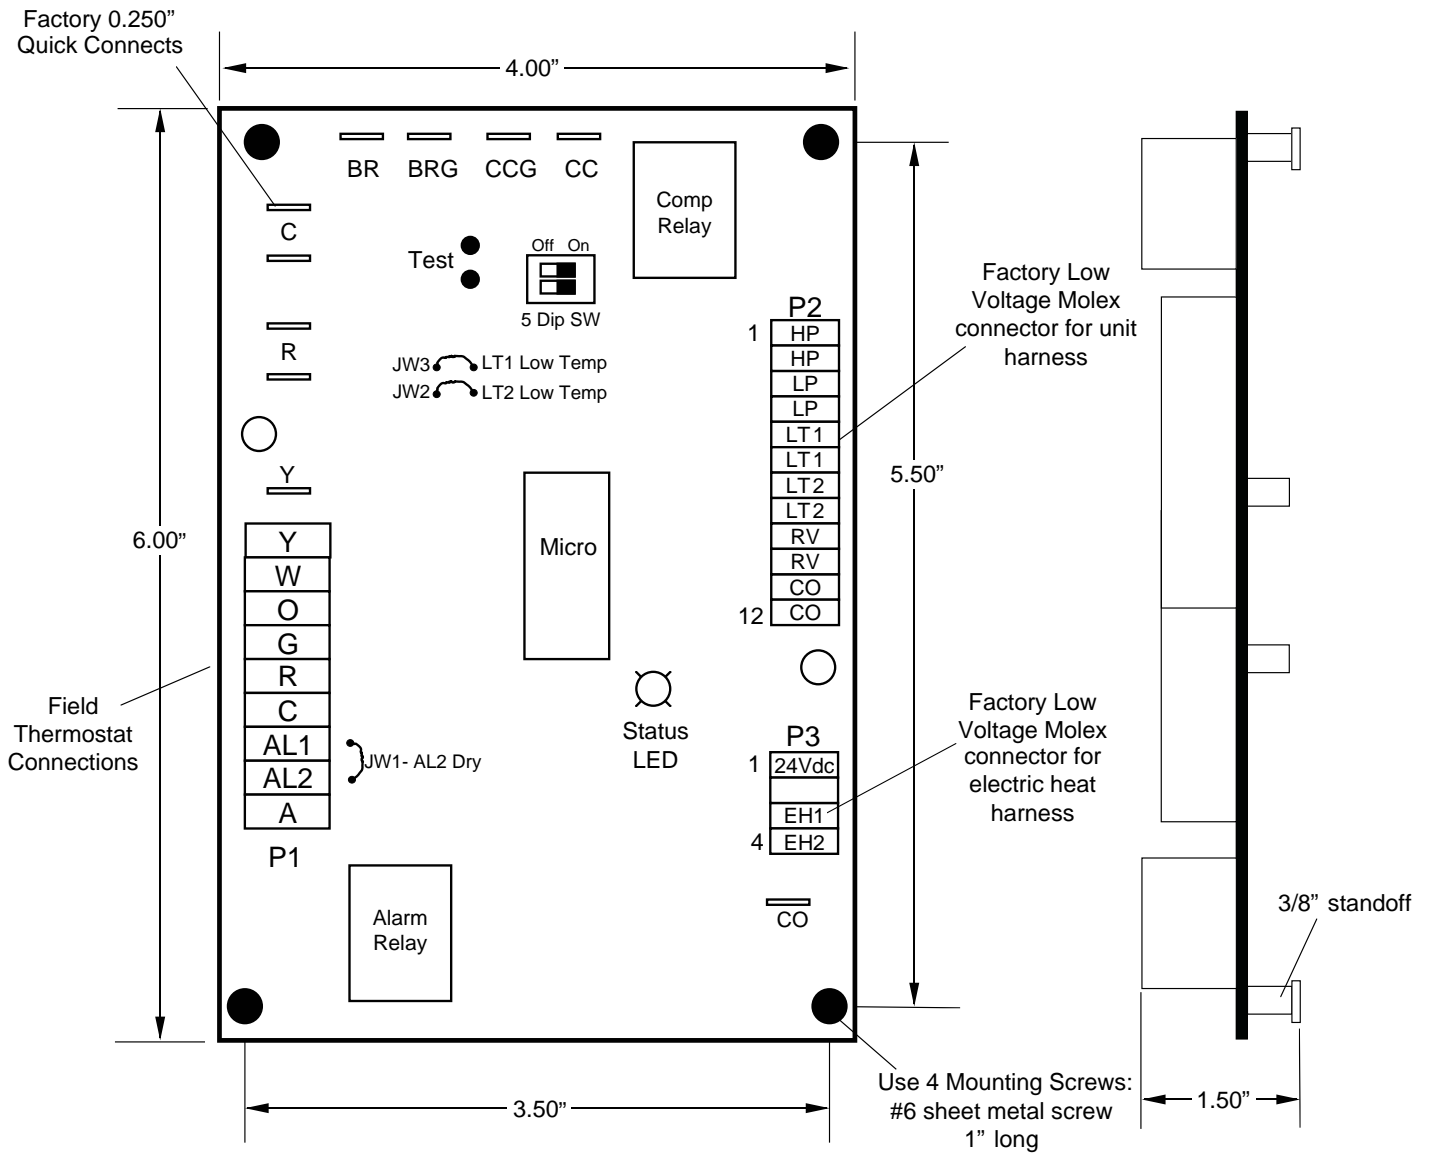 Factory 0.250”
Quick Connects
4.00”
BR BRG CCG CC
C
Comp
Relay
Test
Off On
5 Dip SW
R
JW3 LT1 Low Temp
JW2 LT2 Low Temp
Factory Low
Voltage Molex
connector for unit
harness
P2
1 HP
HP
LP
LP
LT1
LT1
LT2
LT2
RV
RV
CO
12 CO
5.50”
6.00”
Y
Y
W
O
G
R
C
AL1
AL2
A
P1
JW1- AL2 Dry
Micro
Field
Thermostat
Connections
Status
LED
Factory Low
Voltage Molex
connector for
electric heat
harness
P3
1 24Vdc
EH1
4 EH2
CO
Alarm
Relay
3/8” standoff
Use 4 Mounting Screws:
#6 sheet metal screw
1” long
3.50”
1.50”